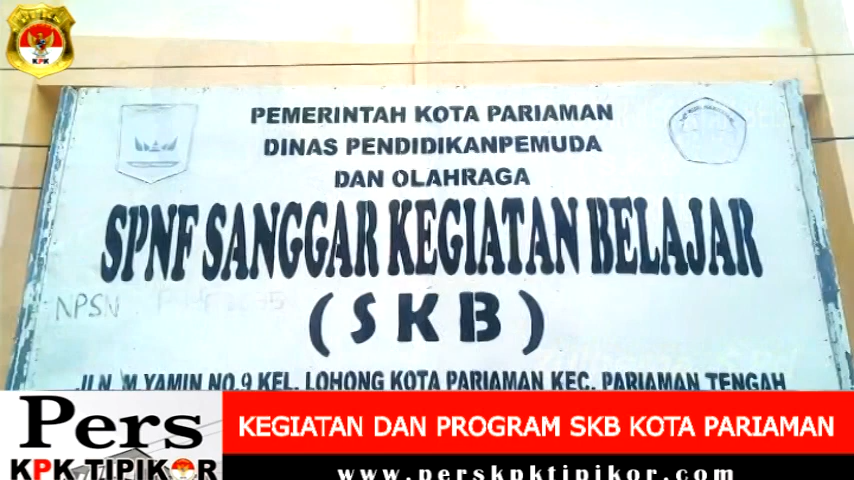 KPK
PEMERINTAH KOTA PARIAMAN
DINAS PENDIDIKANPEMUDA
DAN OLAHRAGA
SPNF SANGGAR KEGIATAN BELAJAR
(SKB)
NPSN
JLN. M YAMIN NO.9 KEL. LOHONG KOTA PARIAMAN KEC. PARIAMAN TENGAH
Pers
KPK TIPIKOR
KEGIATAN DAN PROGRAM SKB KOTA PARIAMAN
www.perskpktipikor.com